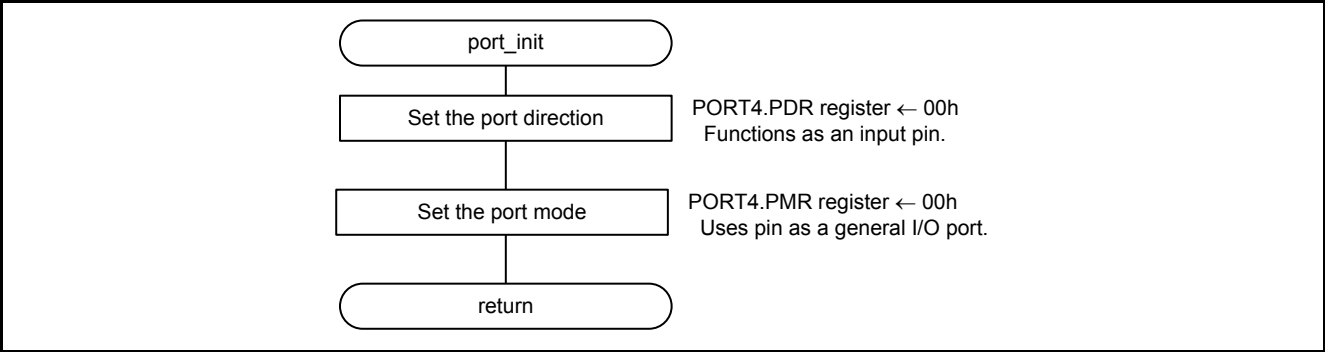 port_init
Set the port direction
PORT4.PDR register ← 00h
Functions as an input pin.
Set the port mode
PORT4.PMR register ← 00h
Uses pin as a general I/O port.
return